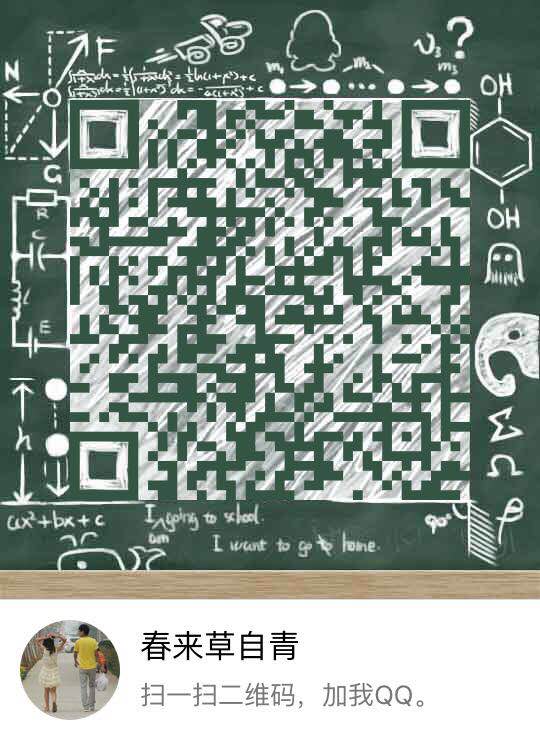 F
N
G
m₁
m₂
m₃
v₃?
OH
OH
R
C
L
E
h
Σ
Ω
β
ax²+bx+c
I going to school.
am
90°
I want to go to home.
春来草自青
扫一扫二维码，加我QQ。